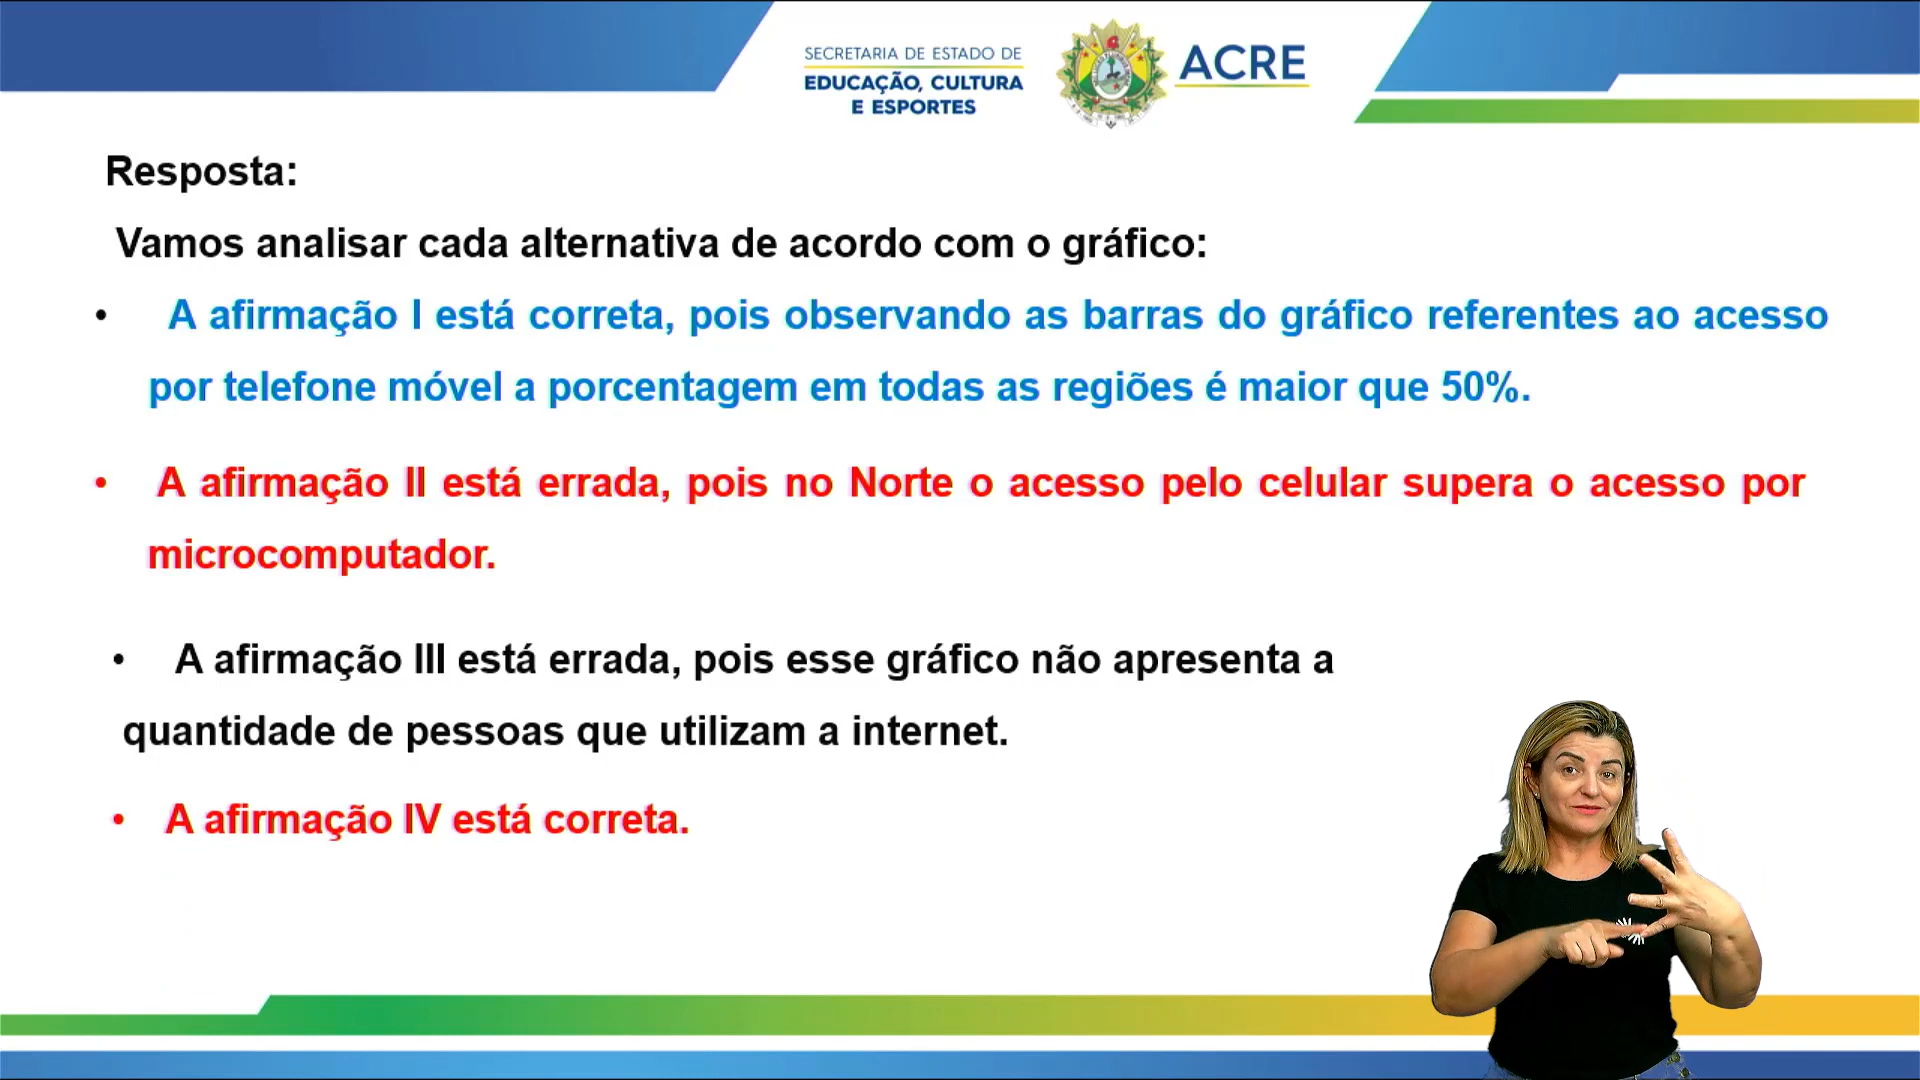 SECRETARIA DE ESTADO DE
EDUCAÇÃO, CULTURA
E ESPORTES
ACRE
Resposta:
Vamos analisar cada alternativa de acordo com o gráfico:
• A afirmação I está correta, pois observando as barras do gráfico referentes ao acesso
por telefone móvel a porcentagem em todas as regiões é maior que 50%.
• A afirmação II está errada, pois no Norte o acesso pelo celular supera o acesso por
microcomputador.
• A afirmação III está errada, pois esse gráfico não apresenta a
quantidade de pessoas que utilizam a internet.
• A afirmação IV está correta.